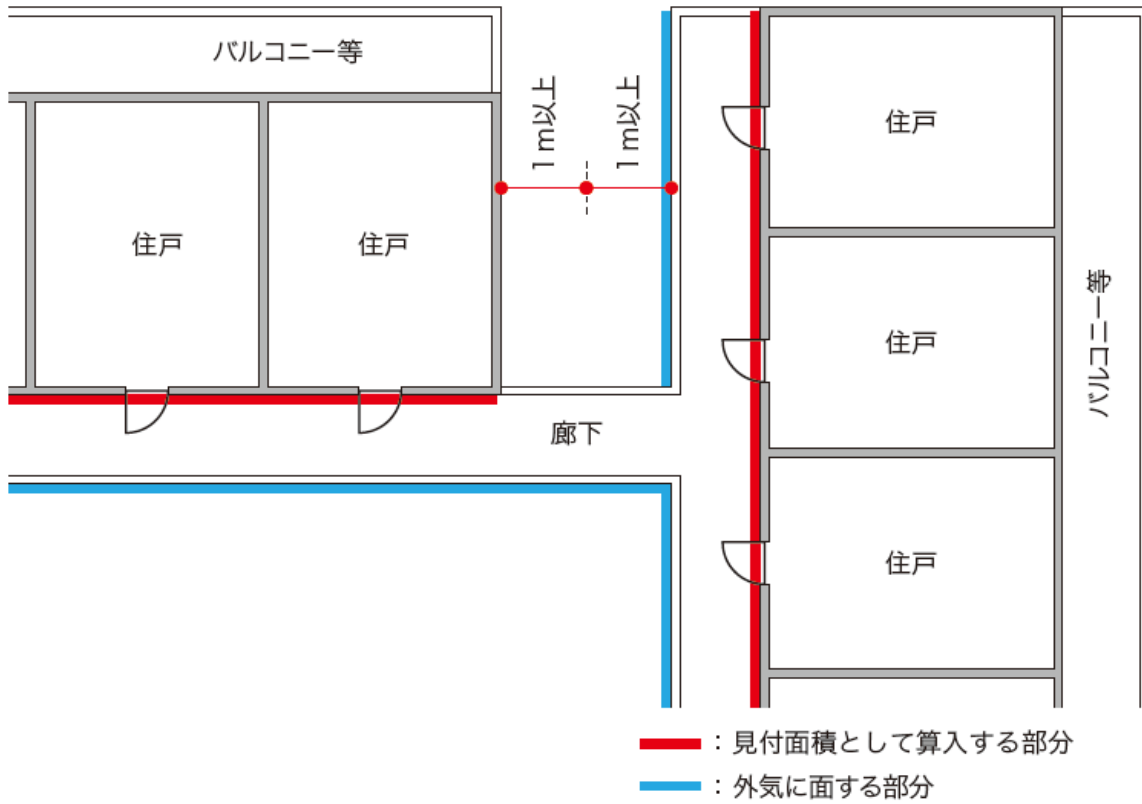 バルコニー等
1m以上
1m以上
住戸
住戸
住戸
住戸
バルコニー等
廊下
住戸
：見付面積として算入する部分
：外気に面する部分